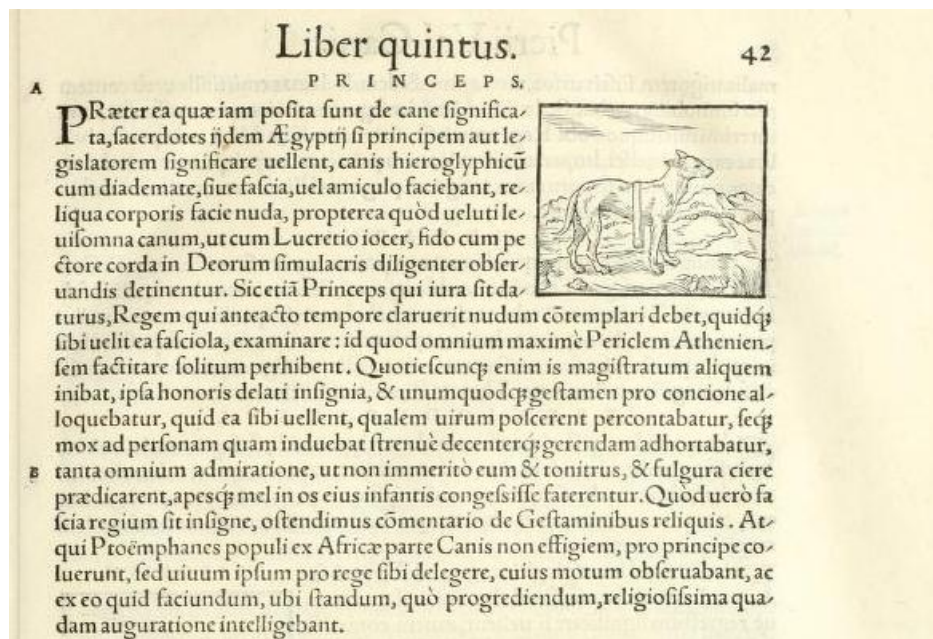 Liber quintus. 42
PRINCEPS.
A
PRæter ea quæ iam posita sunt de cane significa-
ta, sacerdotes ijdem Ægyptij si principem aut le-
gislatorem significare uellent, canis hieroglyphicũ
cum diademate, siue fascia, uel amiculo faciebant, re-
liqua corporis facie nuda, propterea quòd ueluti le-
uisomna canum, ut cum Lucretio iocer, fido cum pe
ctore corda in Deorum simulacris diligenter obser-
uandis detinentur. Sic etiã Princeps qui iura sit da-
turus, Regem qui anteacto tempore claruerit nudum cõtemplari debet, quidq́;
sibi uelit ea fasciola, examinare: id quod omnium maximè Periclem Athenien-
sem factitare solitum perhibent. Quotiescunq; enim is magistratum aliquem
inibat, ipsa honoris delati insignia, & unumquodq; gestamen pro concione al-
loquebatur, quid ea sibi uellent, qualem uirum poscerent percontabatur, seq́;
mox ad personam quam induebat strenuè decenterq́; gerendam adhortabatur,
B tanta omnium admiratione, ut non immeritò eum & tonitrus, & fulgura ciere
prædicarent, apesq́; mel in os eius infantis congessisse faterentur. Quòd uerò fa
scia regium sit insigne, ostendimus cõmentario de Gestaminibus reliquis. At-
qui Ptoëmphanes populi ex Africæ parte Canis non effigiem, pro principe co-
luerunt, sed uiuum ipsum pro rege sibi delegere, cuius motum obseruabant, ac
ex eo quid faciundum, ubi standum, quò progrediendum, religiosissima qua-
dam auguratione intelligebant.